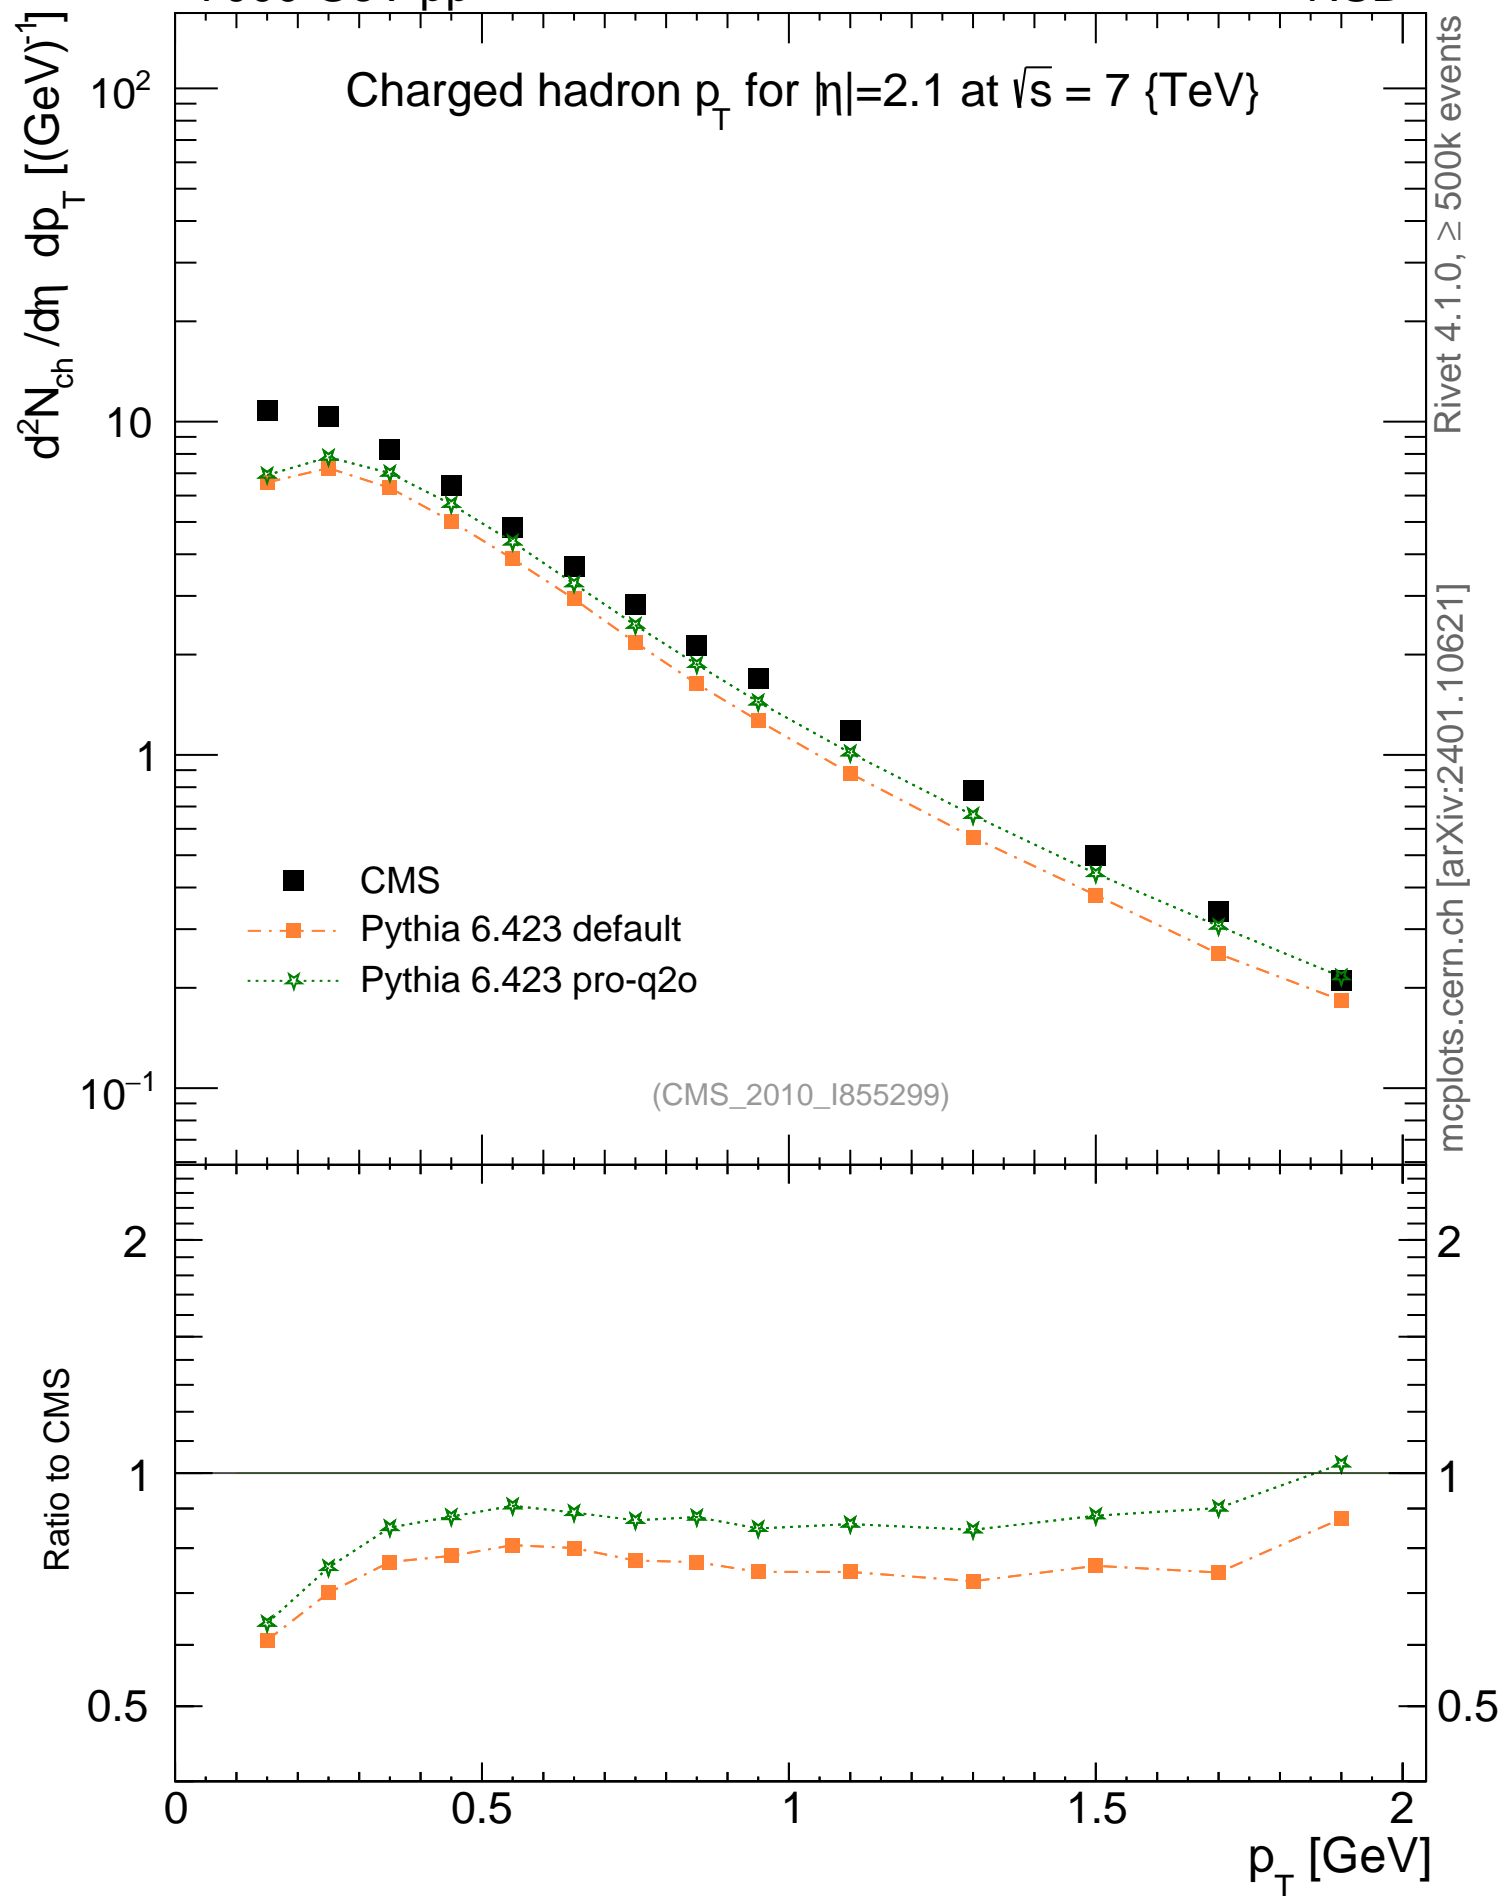 Charged hadron p_T for |η|=2.1 at √s = 7 {TeV}
d²N_ch/dη dp_T [(GeV)⁻¹]
10²
10
1
10⁻¹
CMS
Pythia 6.423 default
Pythia 6.423 pro-q2o
(CMS_2010_I855299)
Rivet 4.1.0, ≥ 500k events
mcplots.cern.ch [arXiv:2401.10621]
Ratio to CMS
2
1
0.5
2
1
0.5
0 0.5 1 1.5 2
p_T [GeV]